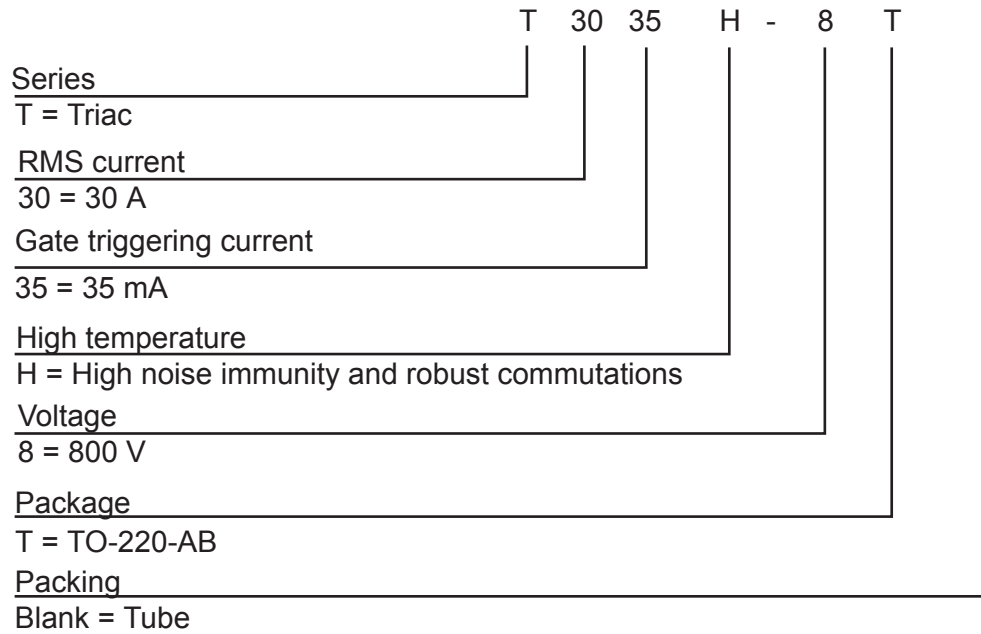 T 30 35 H - 8 T
Series
T = Triac
RMS current
30 = 30 A
Gate triggering current
35 = 35 mA
High temperature
H = High noise immunity and robust commutations
Voltage
8 = 800 V
Package
T = TO-220-AB
Packing
Blank = Tube